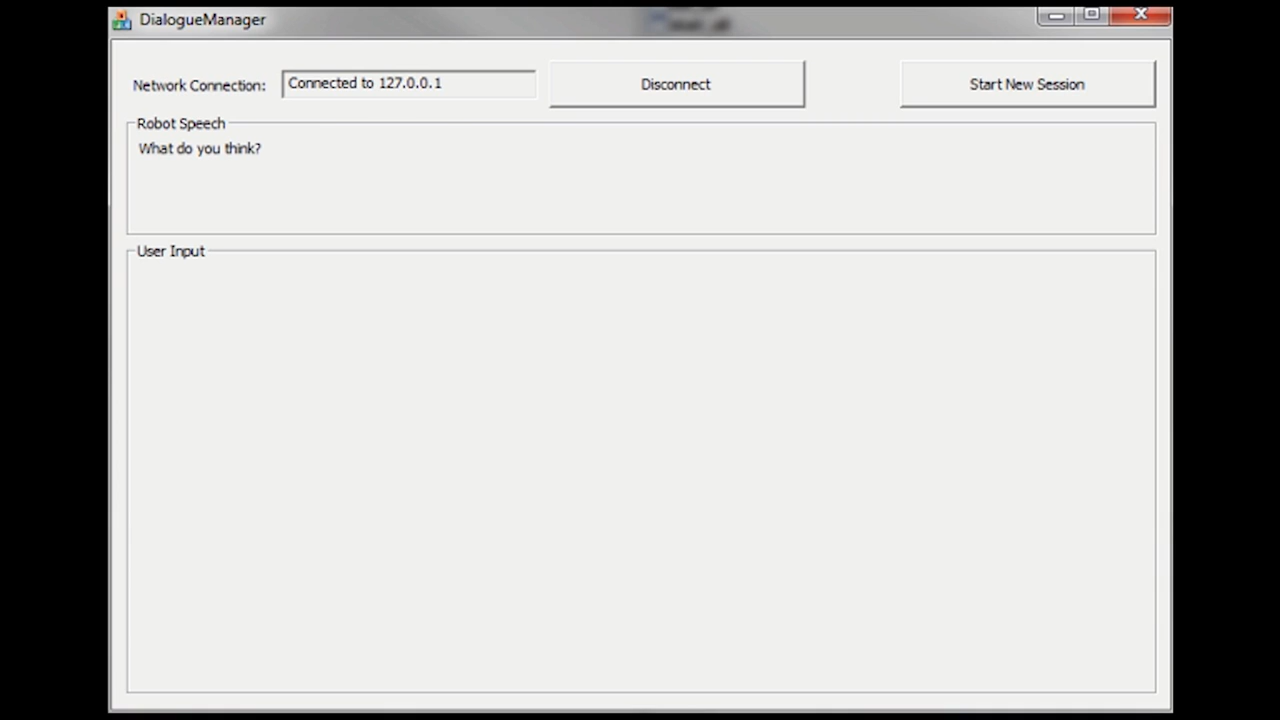 DialogueManager
Network Connection: Connected to 127.0.0.1 Disconnect Start New Session
Robot Speech
What do you think?
User Input